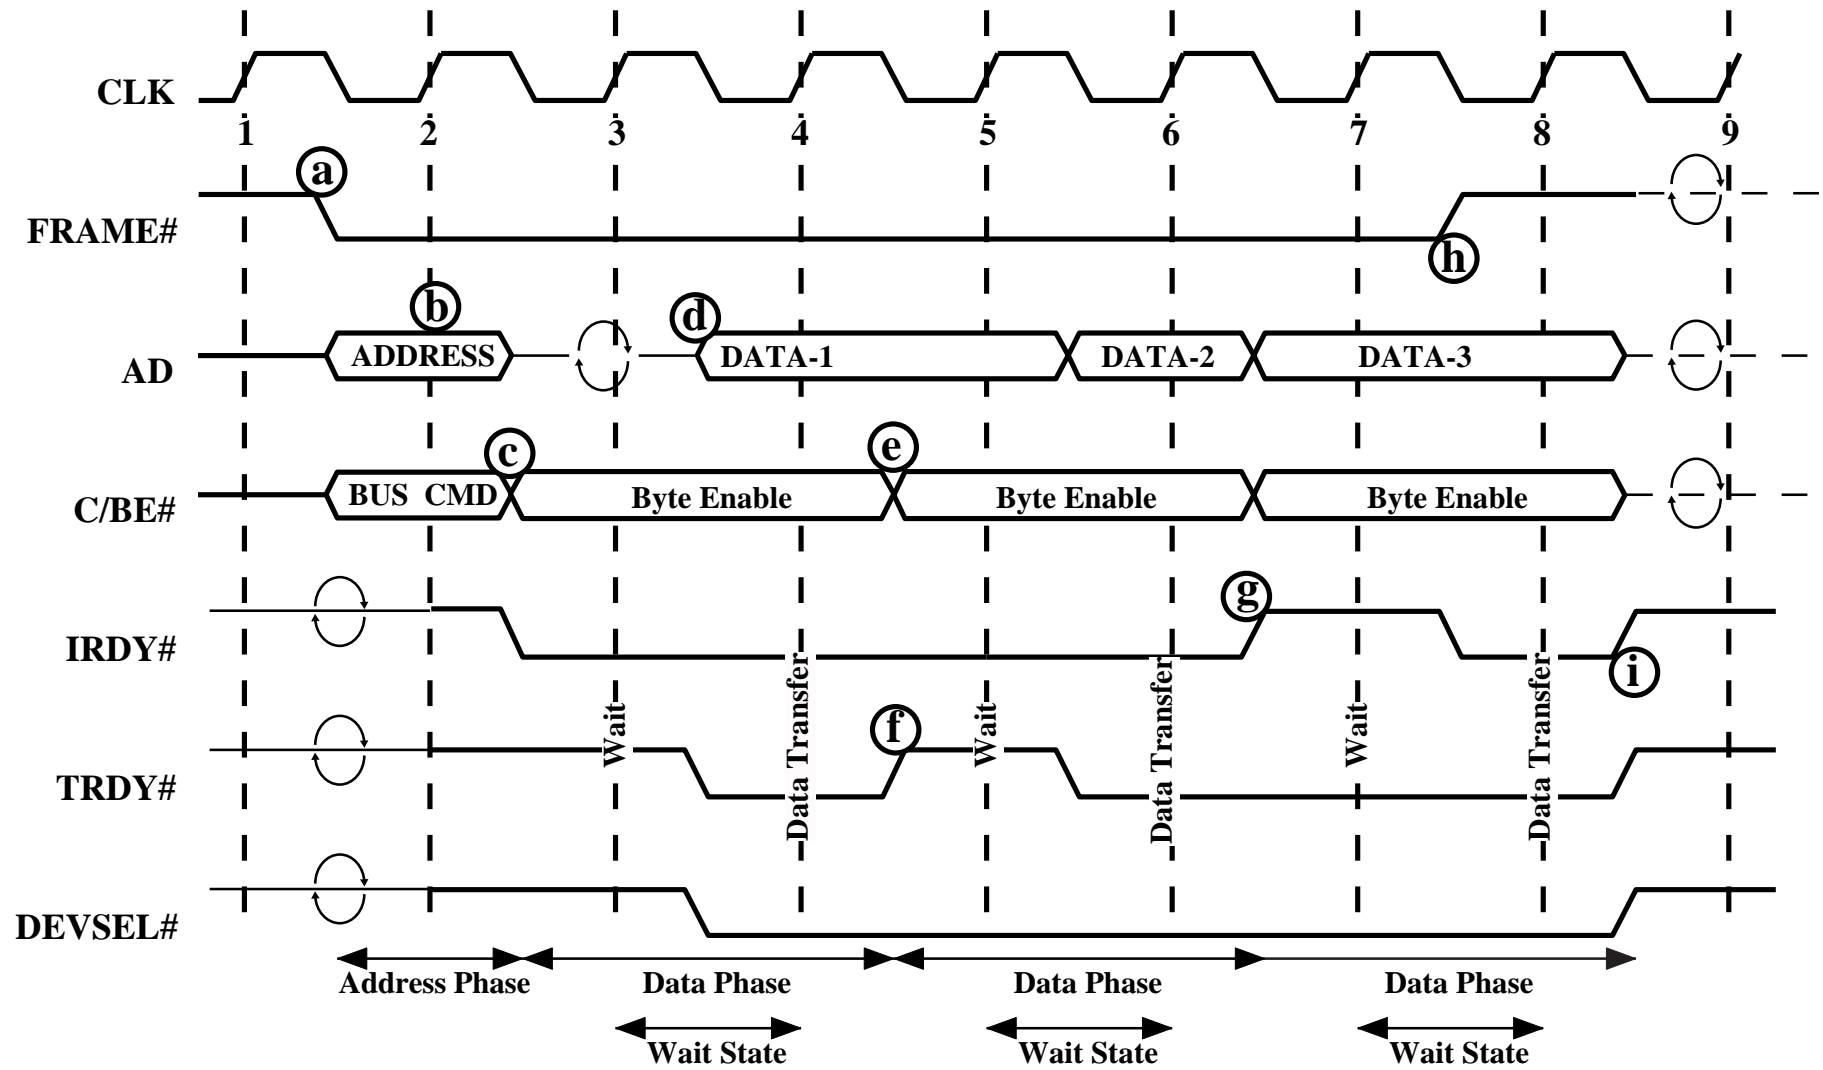 CLK
1 2 3 4 5 6 7 8 9
a
FRAME#
h
b
d
ADDRESS DATA-1 DATA-2 DATA-3
AD
c e
BUS CMD Byte Enable Byte Enable Byte Enable
C/BE#
g
IRDY#
i
f
Wait Data Transfer Wait Data Transfer Wait Data Transfer
TRDY#
DEVSEL#
Address Phase Data Phase Data Phase Data Phase
Wait State Wait State Wait State